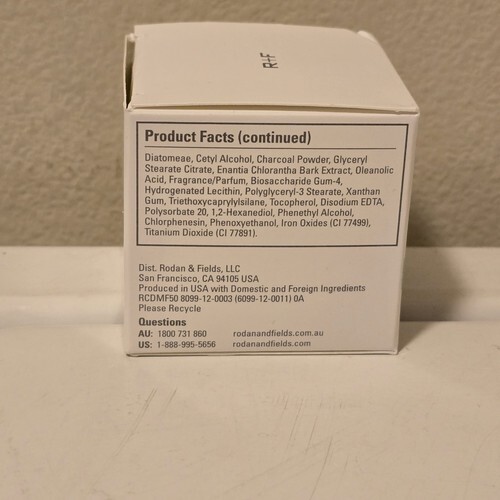 R+F
Product Facts (continued)
Diatomeae, Cetyl Alcohol, Charcoal Powder, Glyceryl
Stearate Citrate, Enantia Chlorantha Bark Extract, Oleanolic
Acid, Fragrance/Parfum, Biosaccharide Gum-4,
Hydrogenated Lecithin, Polyglyceryl-3 Stearate, Xanthan
Gum, Triethoxycaprylylsilane, Tocopherol, Disodium EDTA,
Polysorbate 20, 1,2-Hexanediol, Phenethyl Alcohol,
Chlorphenesin, Phenoxyethanol, Iron Oxides (CI 77499),
Titanium Dioxide (CI 77891).
Dist. Rodan & Fields, LLC
San Francisco, CA 94105 USA
Produced in USA with Domestic and Foreign Ingredients
RCDMF50 8099-12-0003 (6099-12-0011) 0A
Please Recycle
Questions
AU: 1800 731 860 rodanandfields.com.au
US: 1-888-995-5656 rodanandfields.com